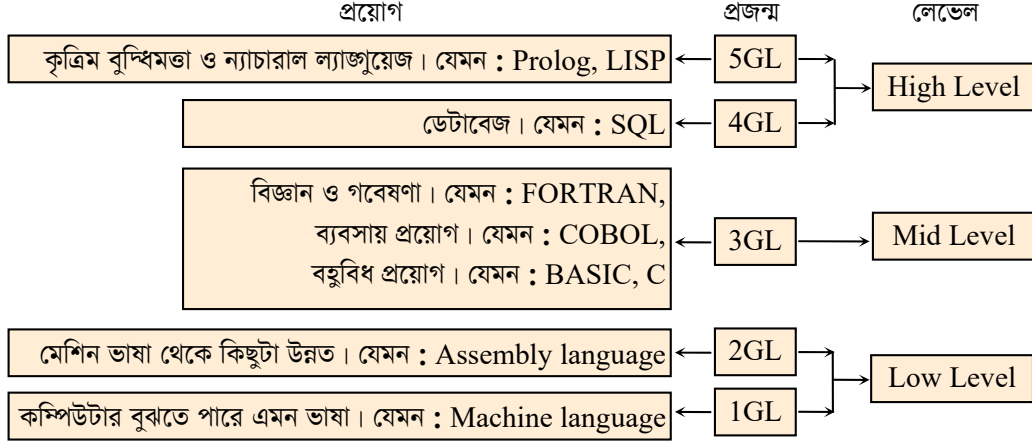 প্রয়োগ প্রজন্ম লেভেল
কৃত্রিম বুদ্ধিমত্তা ও ন্যাচারাল ল্যাঙ্গুয়েজ। যেমন : Prolog, LISP 5GL
High Level
ডেটাবেজ। যেমন : SQL 4GL
বিজ্ঞান ও গবেষণা। যেমন : FORTRAN,
ব্যবসায় প্রয়োগ। যেমন : COBOL, 3GL Mid Level
বহুবিধ প্রয়োগ। যেমন : BASIC, C
মেশিন ভাষা থেকে কিছুটা উন্নত। যেমন : Assembly language 2GL
Low Level
কম্পিউটার বুঝতে পারে এমন ভাষা। যেমন : Machine language 1GL